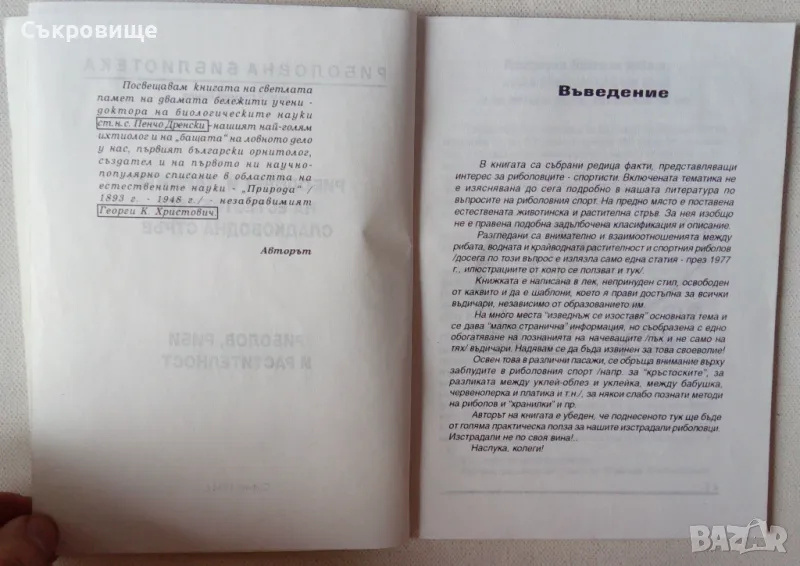 Съкровище
РИБОЛОВНА БИБЛИОТЕКА
Посвещавам книгата на светлата
памет на двамата бележити учени -
доктора на биологическите науки
ст.н.с. Пенчо Дренски - нашият най-голям
ихтиолог и на „бащата" на ловното дело
у нас, първият български орнитолог,
създател и на първото ни научно-
популярно списание в областта на
естествените науки - „Природа" /
1893 г. - 1948 г./ - незабравимият
Георги К. Христович.
Авторът
СЛАДКОВОДНА СТРЪВ
РИБОЛОВ, РИБИ
И РАСТИТЕЛНОСТ
Въведение
В книгата са събрани редица факти, представляващи
интерес за риболовците - спортисти. Включената тематика не
е изяснявана до сега подробно в нашата литература по
въпросите на риболовния спорт. На предно място е поставена
естествената животинска и растителна стръв. За нея изобщо
не е правена подобна задълбочена класификация и описание.
Разгледани са внимателно и взаимоотношенията между
рибата, водната и крайводната растителност и спортния риболов
/досега по този въпрос е излязла само една статия - през 1977
г., илюстрациите от която се ползват и тук/.
Книжката е написана в лек, непринуден стил, освободен
от каквито и да е шаблони, което я прави достъпна за всички
въдичари, независимо от образованието им.
На много места "изведнъж се изоставя" основната тема и
се дава "малко странична" информация, но съобразена с едно
обогатяване на познанията на начеващите /пък и не само на
тях/ въдичари. Надявам се да бъда извинен за това своеволие!
Освен това в различни пасажи, се обръща внимание върху
заблудите в риболовния спорт /напр. за "кръстоските", за
разликата между уклей-облез и уклейка, между бабушка,
червеноперка и платика и т.н./, за някои слабо познати методи
на риболов и "хранилки" и пр.
Авторът на книгата е убеден, че поднесеното тук ще бъде
от голяма практическа полза за нашите изстрадали риболовци.
Изстрадали не по своя вина!..
Наслука, колеги!
BAZAR